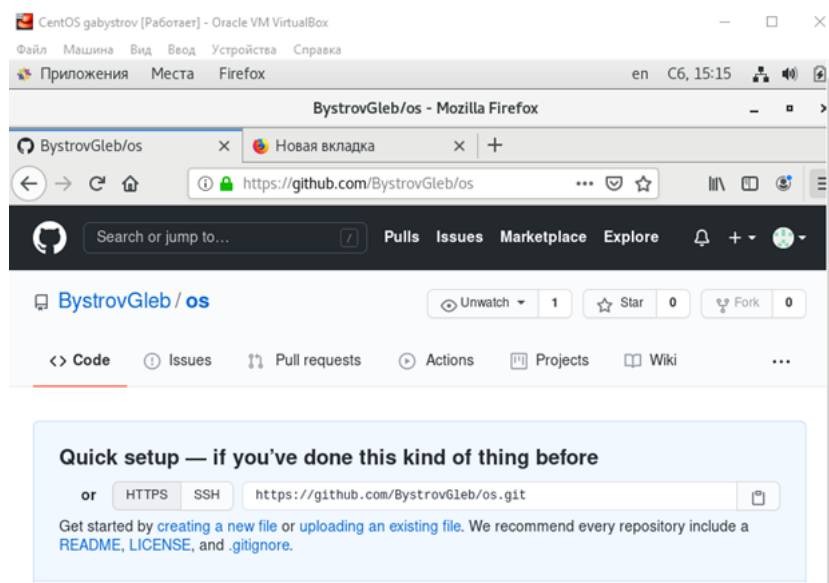 CentOS gabystrov [Работает] - Oracle VM VirtualBox
Файл Машина Вид Ввод Устройства Справка
Приложения Места Firefox en Сб, 15:15
BystrovGleb/os - Mozilla Firefox
BystrovGleb/os Новая вкладка
https://github.com/BystrovGleb/os
Search or jump to... / Pulls Issues Marketplace Explore
BystrovGleb / os Unwatch 1 Star 0 Fork 0
<> Code Issues Pull requests Actions Projects Wiki ...
Quick setup — if you've done this kind of thing before
or HTTPS SSH https://github.com/BystrovGleb/os.git
Get started by creating a new file or uploading an existing file. We recommend every repository include a
README, LICENSE, and .gitignore.